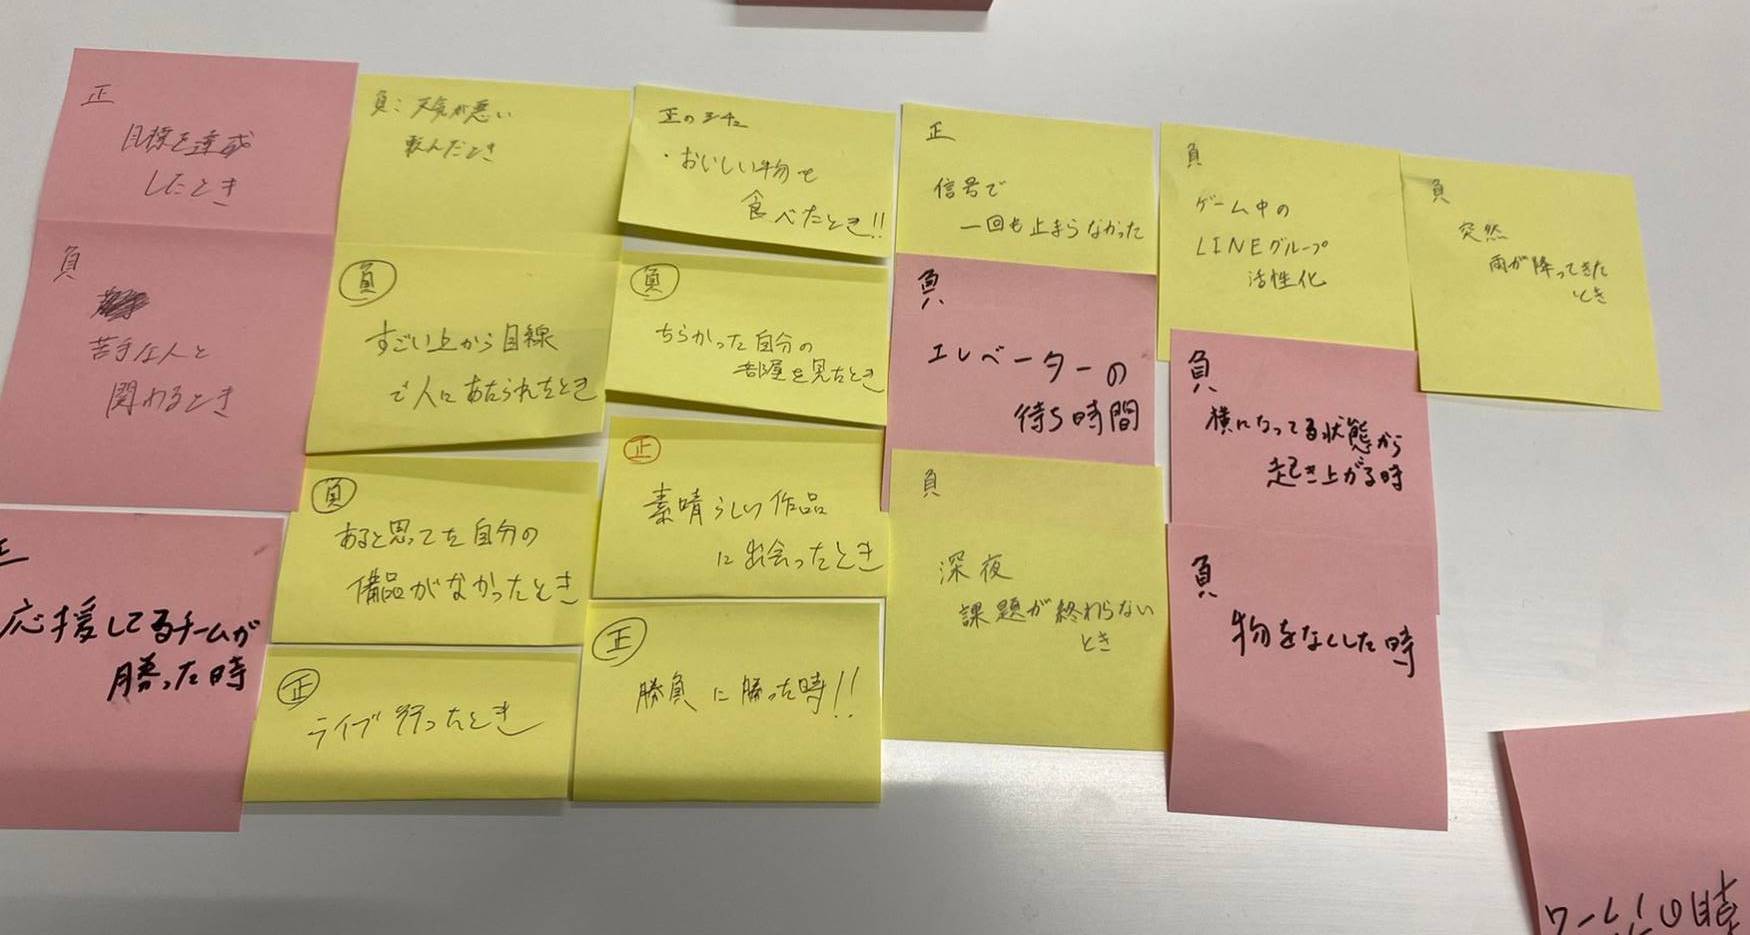 正
目標を達成
したとき
負
苦手な人と
関わるとき
正
応援してるチームが
勝った時
負:天気が悪い
転んだとき
負
すごい上から目線
で人にあたられたとき
負
あると思ってた自分の
備品がなかったとき
正
ライブ行ったとき
正のシチュ
・おいしい物を
食べたとき!!
負
ちらかった自分の
部屋を見たとき
正
素晴らしい作品
に出会ったとき
正
勝負に勝った時!!
正
信号で
一回も止まらなかった
負
エレベーターの
待ち時間
負
深夜
課題が終わらない
とき
負
ゲーム中の
LINEグループ
活性化
負
横になってる状態から
起き上がる時
負
物をなくした時
負
突然
雨が降ってきた
とき